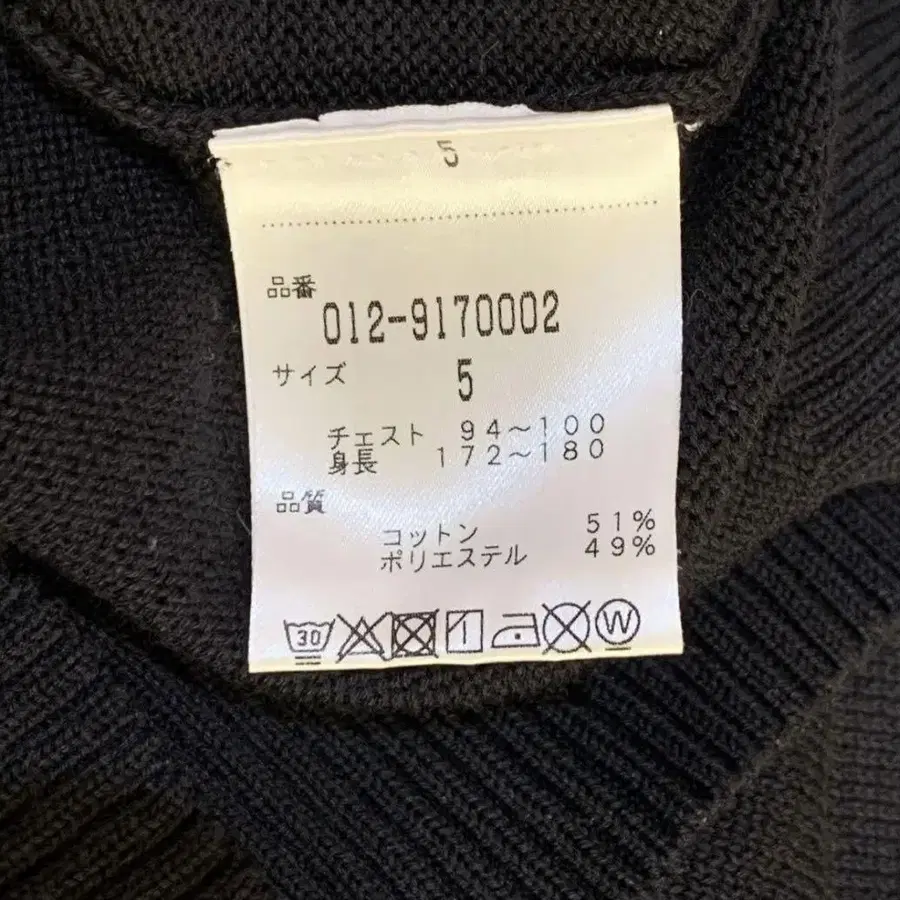 5
品番
012-9170002
サイズ 5
チェスト 94~100
身長 172~180
品質
コットン 51%
ポリエステル 49%
30 W